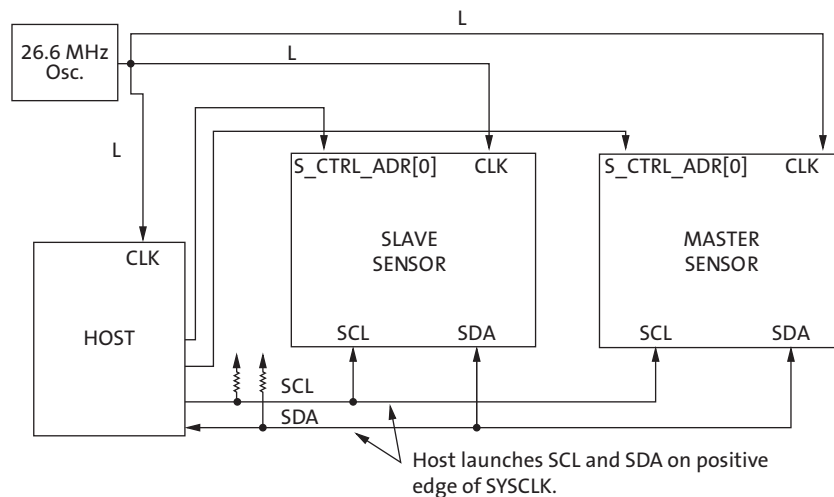 L
26.6 MHz
Osc.
L
L
S_CTRL_ADR[0] CLK
S_CTRL_ADR[0] CLK
CLK
SLAVE
SENSOR
MASTER
SENSOR
HOST
SCL SDA
SCL SDA
SCL
SDA
Host launches SCL and SDA on positive
edge of SYSCLK.